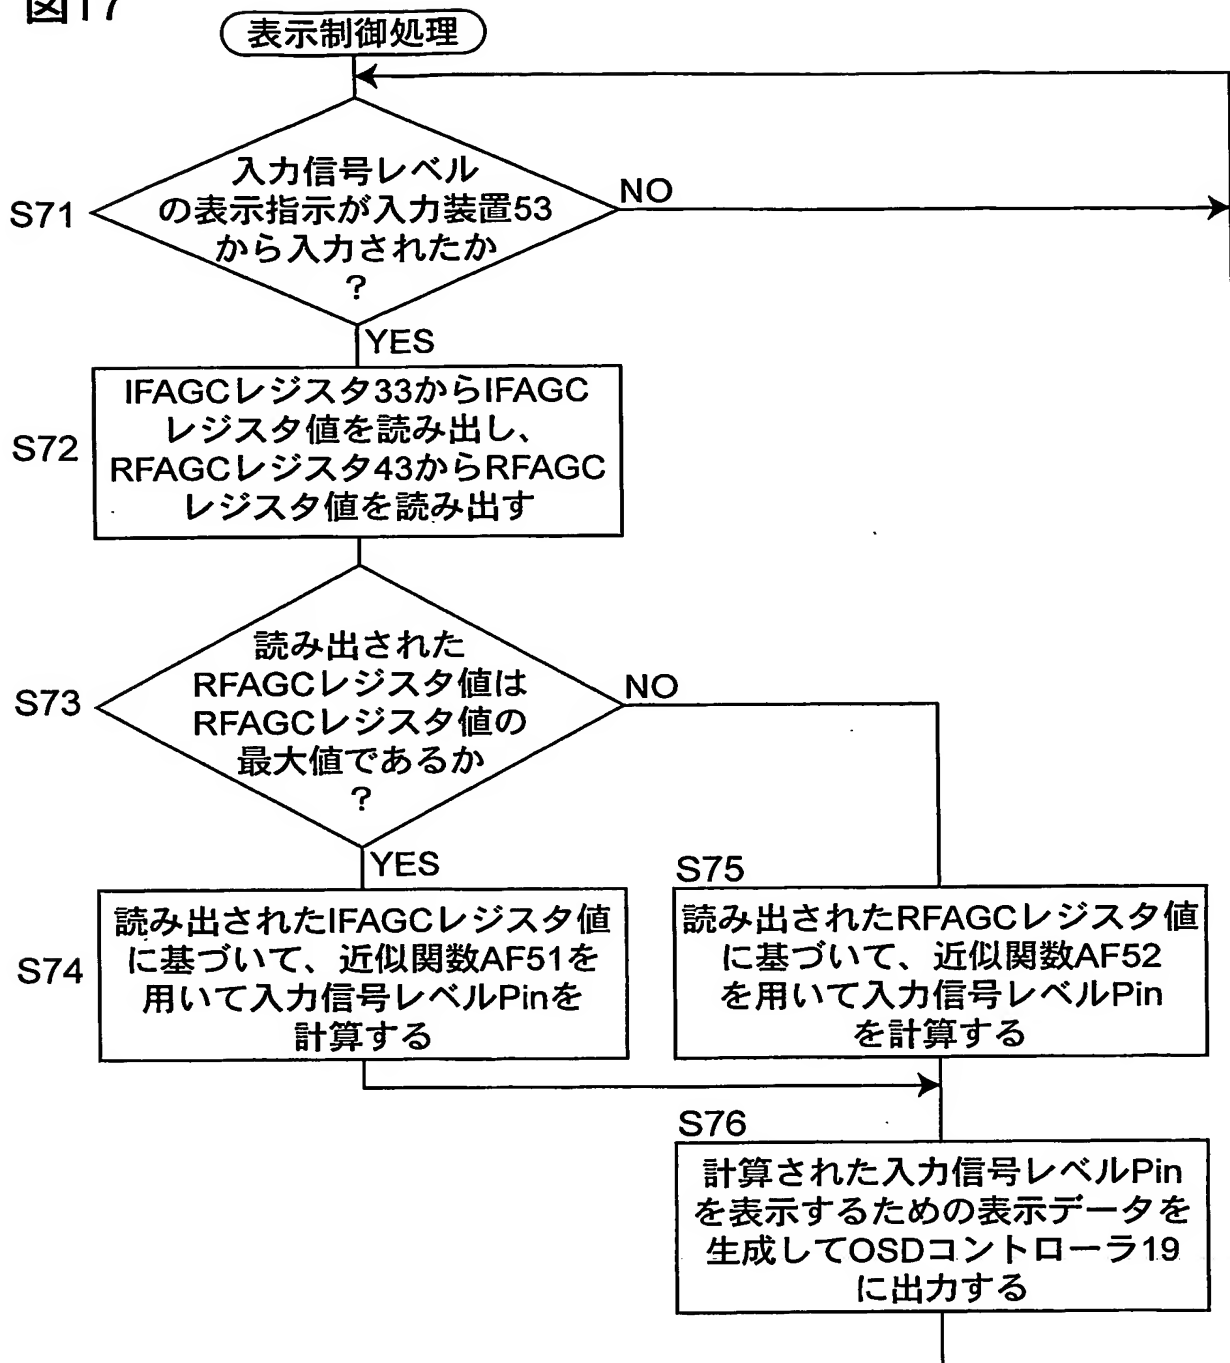 図17
表示制御処理
S71
入力信号レベル
の表示指示が入力装置53
から入力されたか
?
NO
YES
S72
IFAGCレジスタ33からIFAGC
レジスタ値を読み出し、
RFAGCレジスタ43からRFAGC
レジスタ値を読み出す
S73
読み出された
RFAGCレジスタ値は
RFAGCレジスタ値の
最大値であるか
?
NO
YES
S74
読み出されたIFAGCレジスタ値
に基づいて、近似関数AF51を
用いて入力信号レベルPinを
計算する
S75
読み出されたRFAGCレジスタ値
に基づいて、近似関数AF52
を用いて入力信号レベルPin
を計算する
S76
計算された入力信号レベルPin
を表示するための表示データを
生成してOSDコントローラ19
に出力する